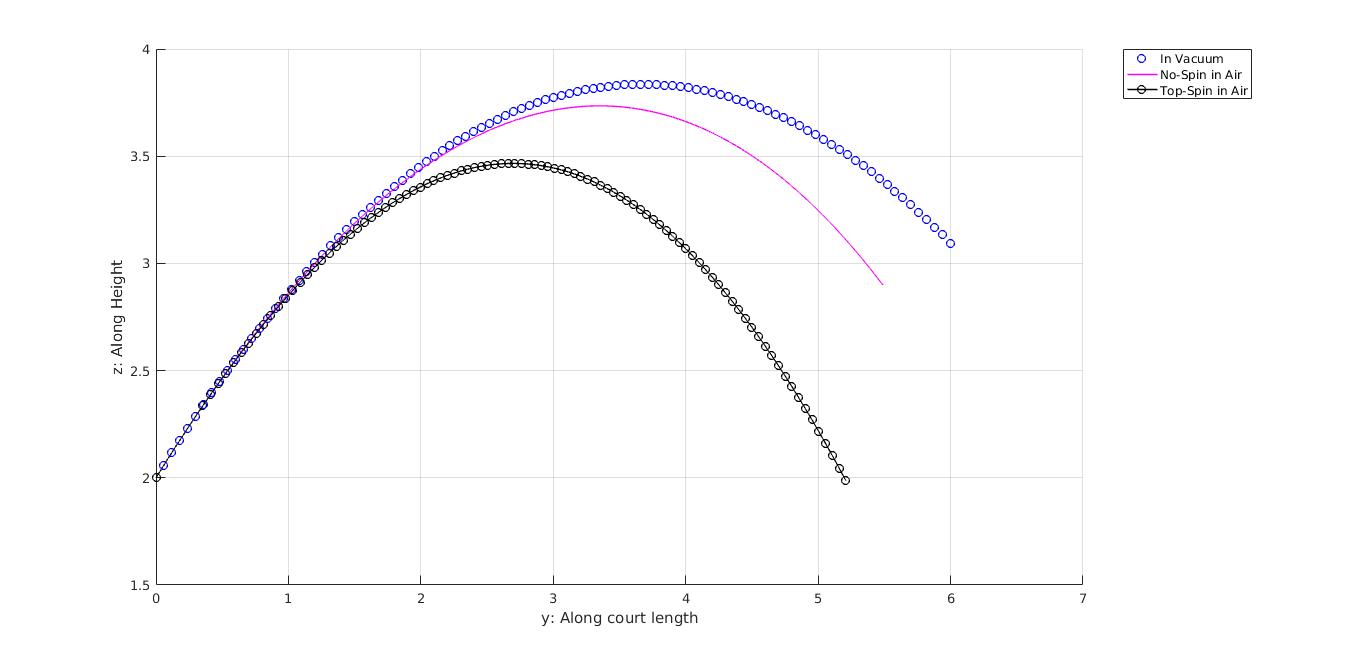 4
3.5
3
2.5
2
1.5
z: Along Height
0 1 2 3 4 5 6 7
y: Along court length
In Vacuum
No-Spin in Air
Top-Spin in Air